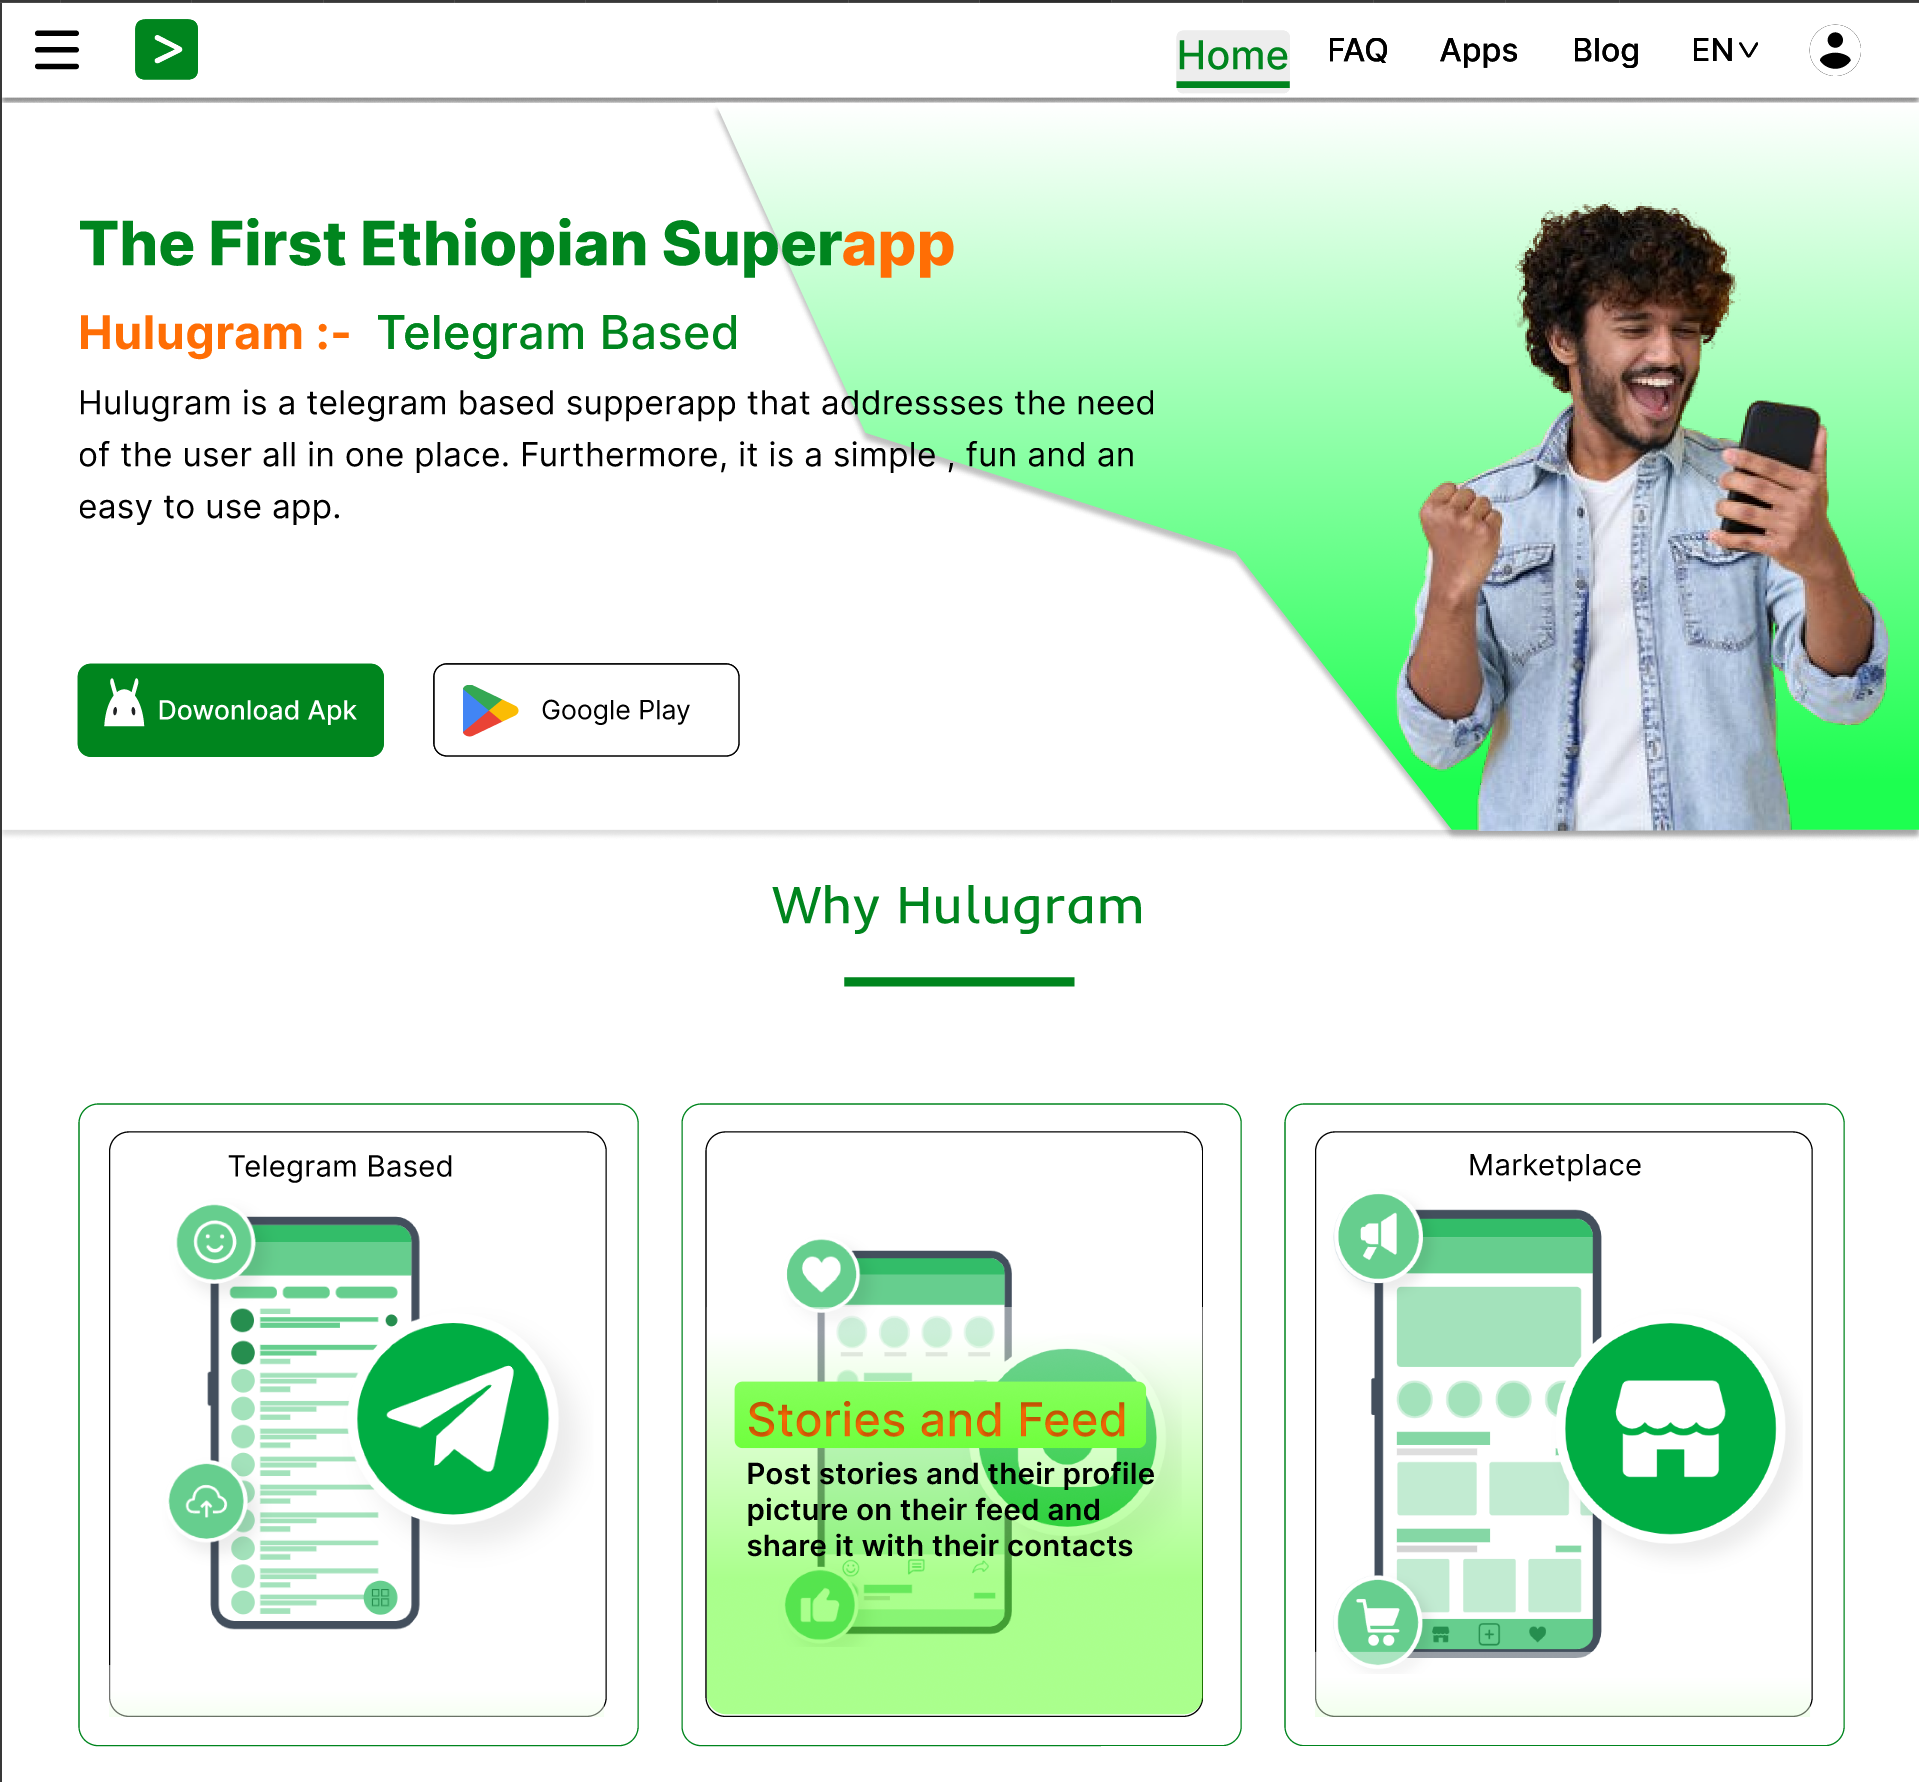 Home FAQ Apps Blog EN
The First Ethiopian Superapp
Hulugram :- Telegram Based
Hulugram is a telegram based supperapp that addressses the need
of the user all in one place. Furthermore, it is a simple , fun and an
easy to use app.
Dowonload Apk
Google Play
Why Hulugram
Telegram Based
Stories and Feed
Post stories and their profile
picture on their feed and
share it with their contacts
Marketplace